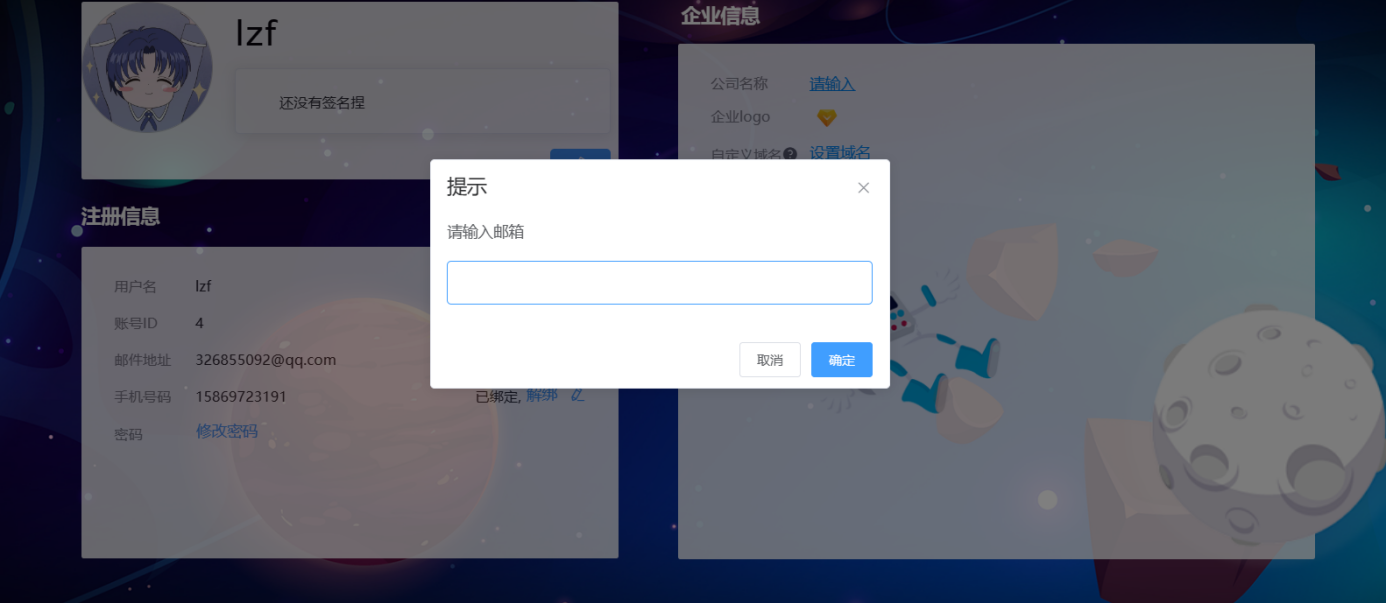 lzf
还没有签名捏
注册信息
用户名 lzf
账号ID 4
邮件地址 326855092@qq.com
手机号码 15869723191 已绑定, 解绑
密码 修改密码
企业信息
公司名称 请输入
企业logo
自定义域名 设置域名
提示
请输入邮箱
取消 确定